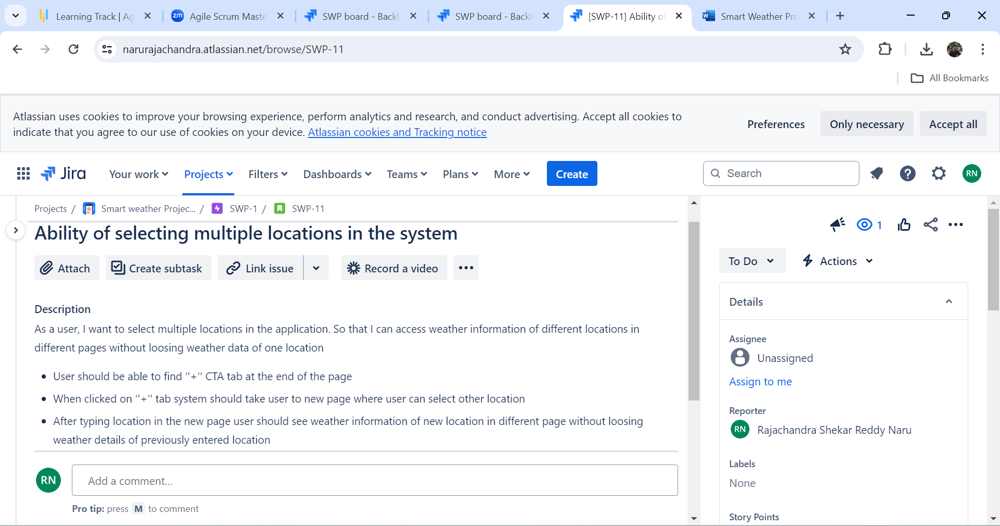 Learning Track | Ag
Agile Scrum Maste
SWP board - Backl
SWP board - Backl
[SWP-11] Ability of
Smart Weather Pro
narurajachandra.atlassian.net/browse/SWP-11
All Bookmarks
Atlassian uses cookies to improve your browsing experience, perform analytics and research, and conduct advertising. Accept all cookies to
indicate that you agree to our use of cookies on your device. Atlassian cookies and Tracking notice
Preferences
Only necessary
Accept all
Jira
Your work
Projects
Filters
Dashboards
Teams
Plans
More
Create
Search
RN
Projects / Smart weather Projec... / SWP-1 / SWP-11
Ability of selecting multiple locations in the system
Attach
Create subtask
Link issue
Record a video
Description
As a user, I want to select multiple locations in the application. So that I can access weather information of different locations in
different pages without loosing weather data of one location
• User should be able to find ‘'+’' CTA tab at the end of the page
• When clicked on ‘'+’' tab system should take user to new page where user can select other location
• After typing location in the new page user should see weather information of new location in different page without loosing
weather details of previously entered location
RN
Add a comment...
Pro tip: press M to comment
1
To Do
Actions
Details
Assignee
Unassigned
Assign to me
Reporter
RN
Rajachandra Shekar Reddy Naru
Labels
None
Story Points